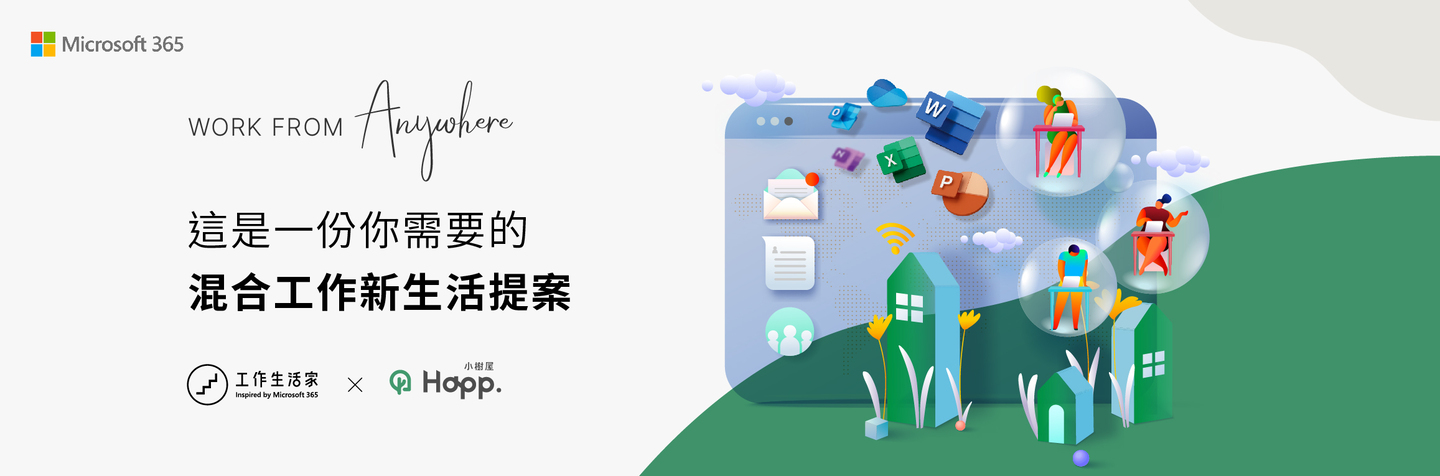 Microsoft 365
WORK FROM Anywhere
這是一份你需要的
混合工作新生活提案
工作生活家
Inspired by Microsoft 365
×
小樹屋
Happ.
O
W
N
X
P